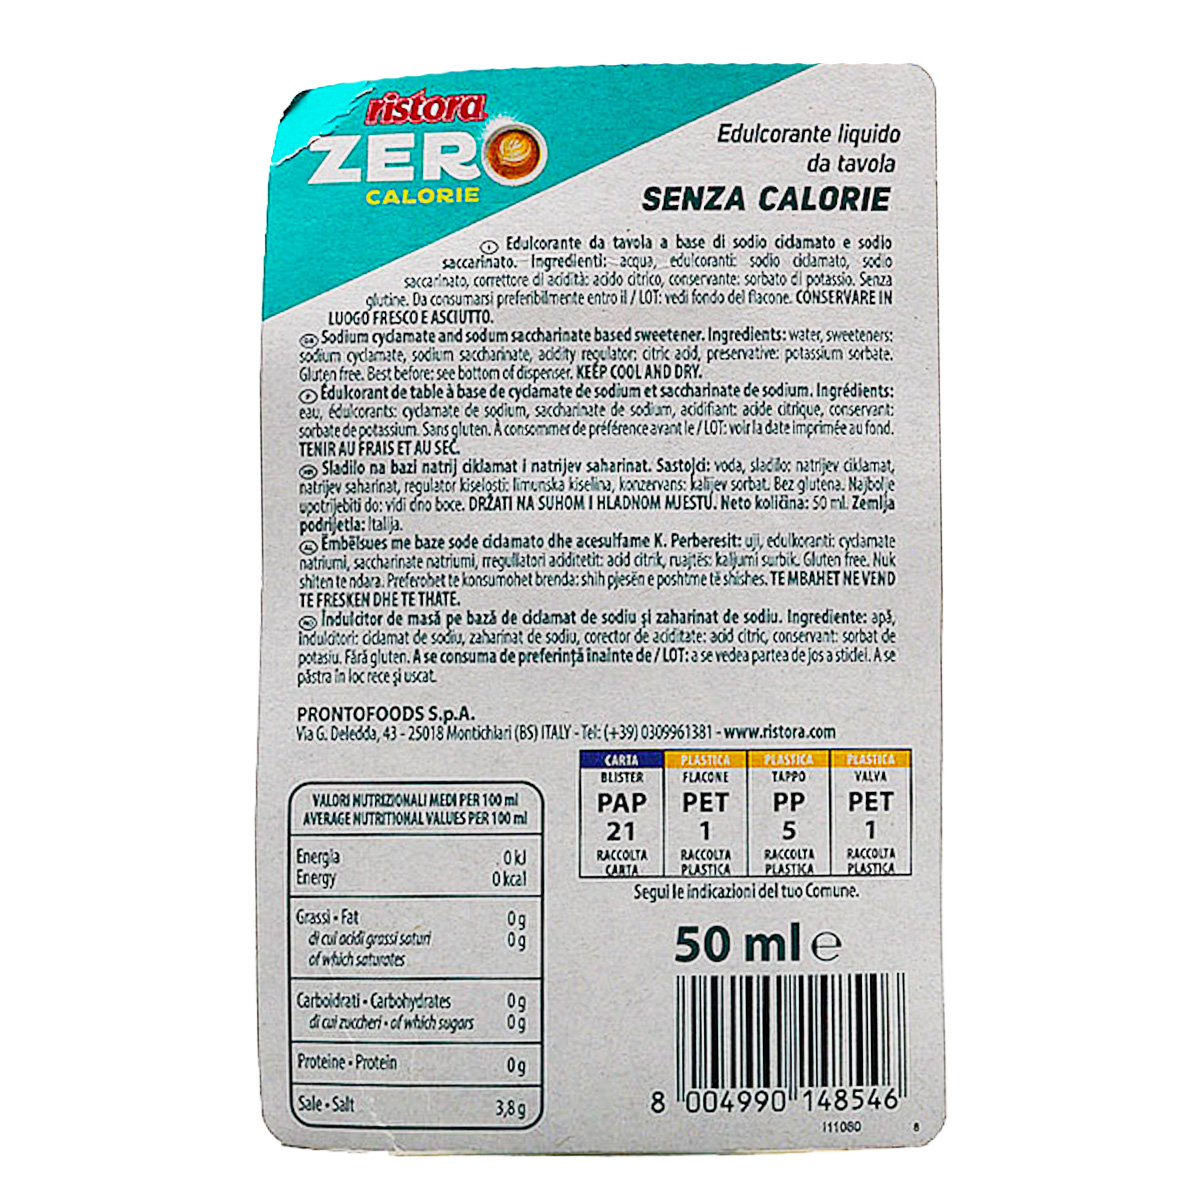 ristora
ZERO
CALORIE
Edulcorante liquido
da tavola
SENZA CALORIE
I Edulcorante da tavola a base di sodio ciclamato e sodio
saccarinato. Ingredienti: acqua, edulcoranti: sodio ciclamato, sodio
saccarinato, correttore di acidità: acido citrico, conservante: sorbato di potassio. Senza
glutine. Da consumarsi preferibilmente entro il / LOT: vedi fondo del flacone. CONSERVARE IN
LUOGO FRESCO E ASCIUTTO.
GB Sodium cyclamate and sodum saccharinate based sweetener. Ingredients: water, sweeteners:
sodium cyclamate, sodium saccharinate, acidity regulator: citric acid, preservative: potassium sorbate.
Gluten free. Best before: see bottom of dispenser. KEEP COOL AND DRY.
F Édulcorant de table à base de cyclamate de sodium et saccharinate de sodium. Ingrédients:
eau, édulcorants: cyclamate de sodium, saccharinate de sodium, acidifiant: acide citrique, conservant:
sorbate de potassium. Sans gluten. À consommer de préférence avant le / LOT: voir la date imprimée au fond.
TENIR AU FRAIS ET AU SEC.
HR Sladilo na bazi natrij ciklamat i natrijev saharinat. Sastojci: voda, sladilo: natrijev ciklamat,
natrijev saharinat, regulator kiselosti: limunska kiselina, konzervans: kalijev sorbat. Bez glutena. Najbolje
upotrijebiti do: vidi dno boce. DRŽATI NA SUHOM I HLADNOM MJESTU. Neto količina: 50 ml. Zemlja
podrijetla: Italija.
AL Embëlsues me baze sode ciclamato dhe acesulfame K. Perberesit: uji, edulkoranti: cyclamate
natriumi, saccharinate natriumi, rregullatori aciditetit: acid citrik, ruajtës: kaljumi surbik. Gluten free. Nuk
shiten te ndara. Preferohet te konsumohet brenda: shih pjesën e poshtme të shishes. TE MBAHET NE VEND
TE FRESKEN DHE TE THATE.
RO Îndulcitor de masă pe bază de ciclamat de sodiu şi zaharinat de sodiu. Ingrediente: apă,
îndulcitori: ciclamat de sodiu, zaharinat de sodiu, corector de aciditate: acid citric, conservant: sorbat de
potasiu. Fără gluten. A se consuma de preferinţă înainte de / LOT: a se vedea partea de jos a sticlei. A se
păstra în loc rece şi uscat.
PRONTOFOODS S.p.A.
Via G. Deledda, 43 - 25018 Montichiari (BS) ITALY - Tel: (+39) 0309961381 - www.ristora.com
CARTA PLASTICA PLASTICA PLASTICA
BLISTER FLACONE TAPPO VALVA
PAP PET PP PET
21 1 5 1
RACCOLTA RACCOLTA RACCOLTA RACCOLTA
CARTA PLASTICA PLASTICA PLASTICA
Segui le indicazioni del tuo Comune.
VALORI NUTRIZIONALI MEDI PER 100 ml
AVERAGE NUTRITIONAL VALUES PER 100 ml
Energia 0 kJ
Energy 0 kcal
Grassi - Fat 0 g
di cui acidi grassi saturi 0 g
of which saturates
Carboidrati - Carbohydrates 0 g
di cui zuccheri - of which sugars 0 g
Proteine - Protein 0 g
Sale - Salt 3,8 g
50 ml e
8 004990 148546
I11080 8